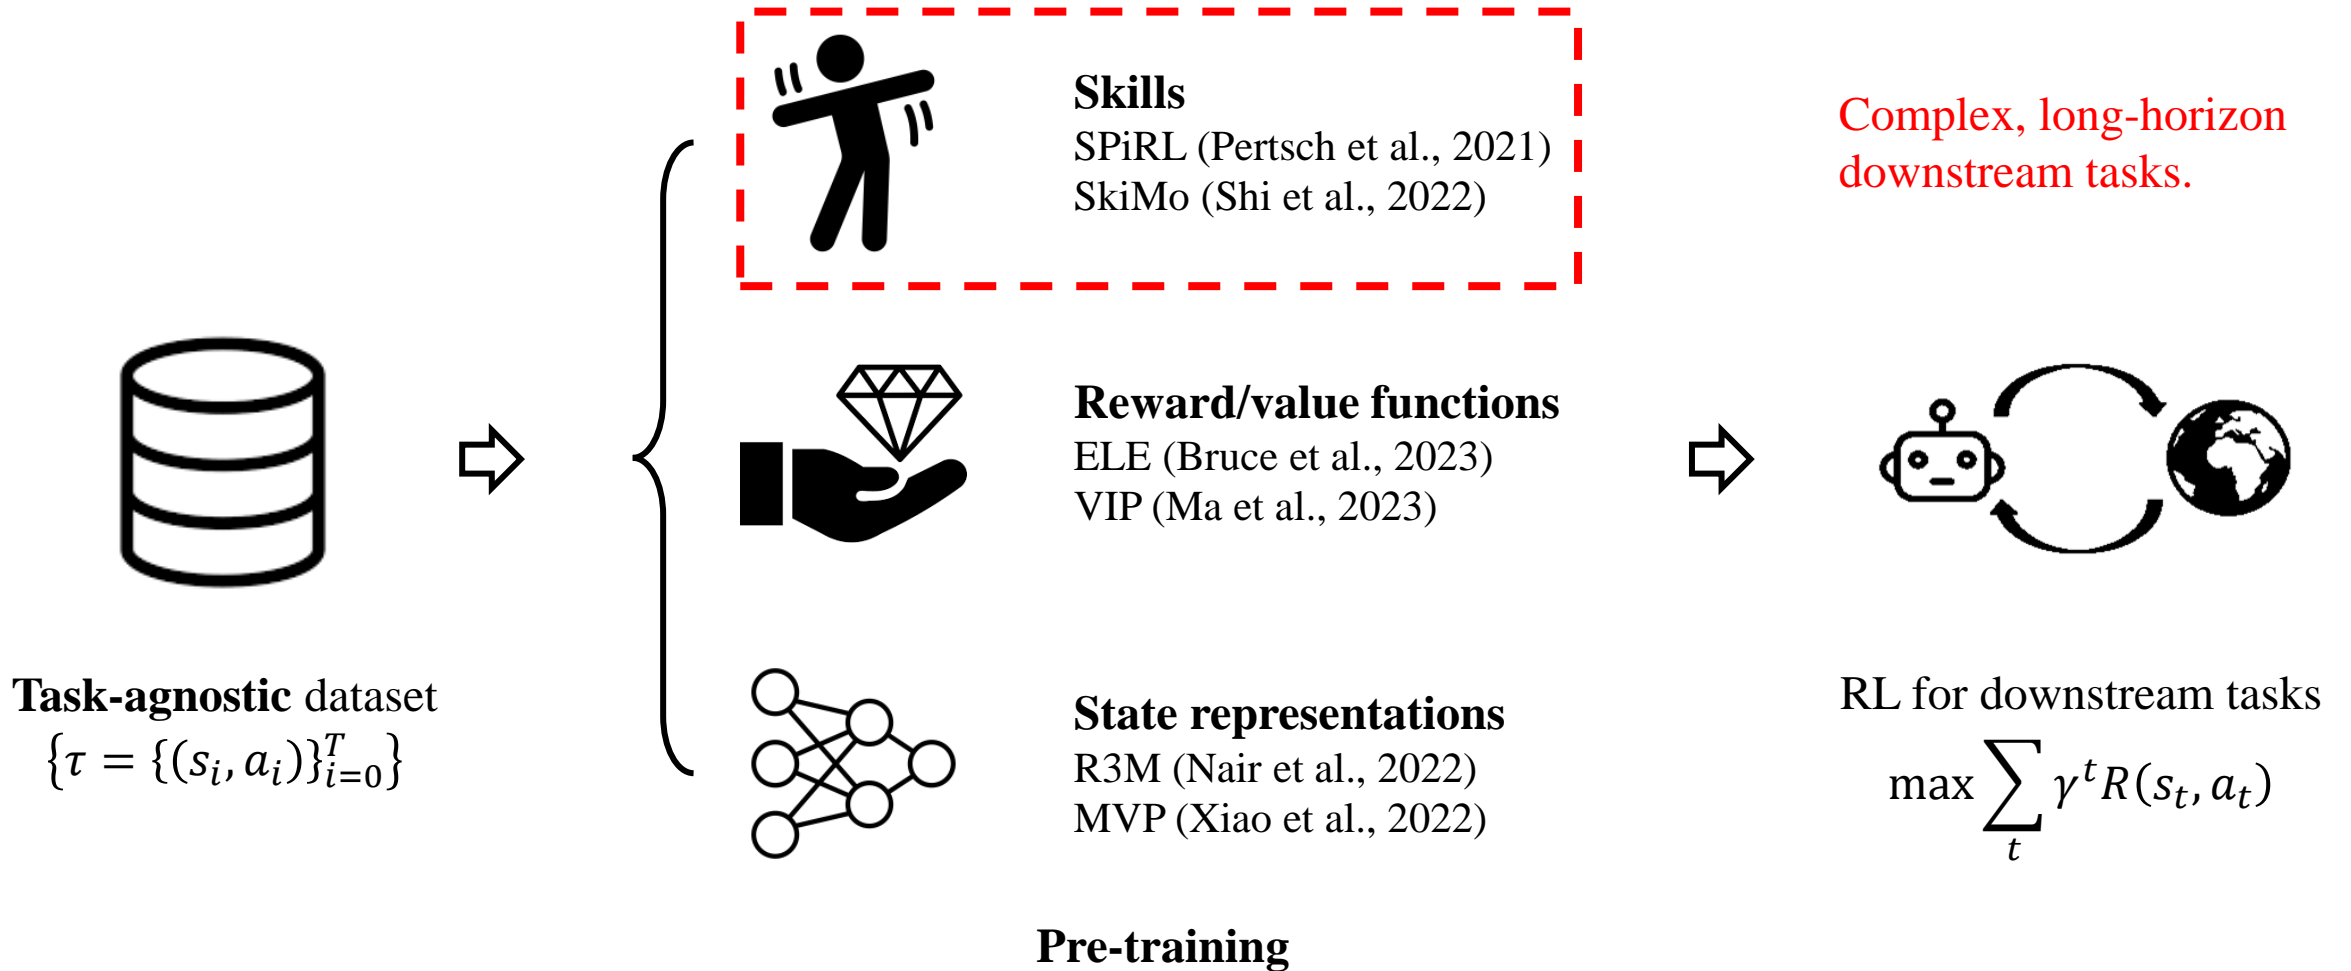 Skills
SPiRL (Pertsch et al., 2021)
SkiMo (Shi et al., 2022)
Complex, long-horizon
downstream tasks.
Reward/value functions
ELE (Bruce et al., 2023)
VIP (Ma et al., 2023)
Task-agnostic dataset
{τ = {(s_i, a_i)}_{i=0}^T}
State representations
R3M (Nair et al., 2022)
MVP (Xiao et al., 2022)
RL for downstream tasks
max ∑_t γ^t R(s_t, a_t)
Pre-training